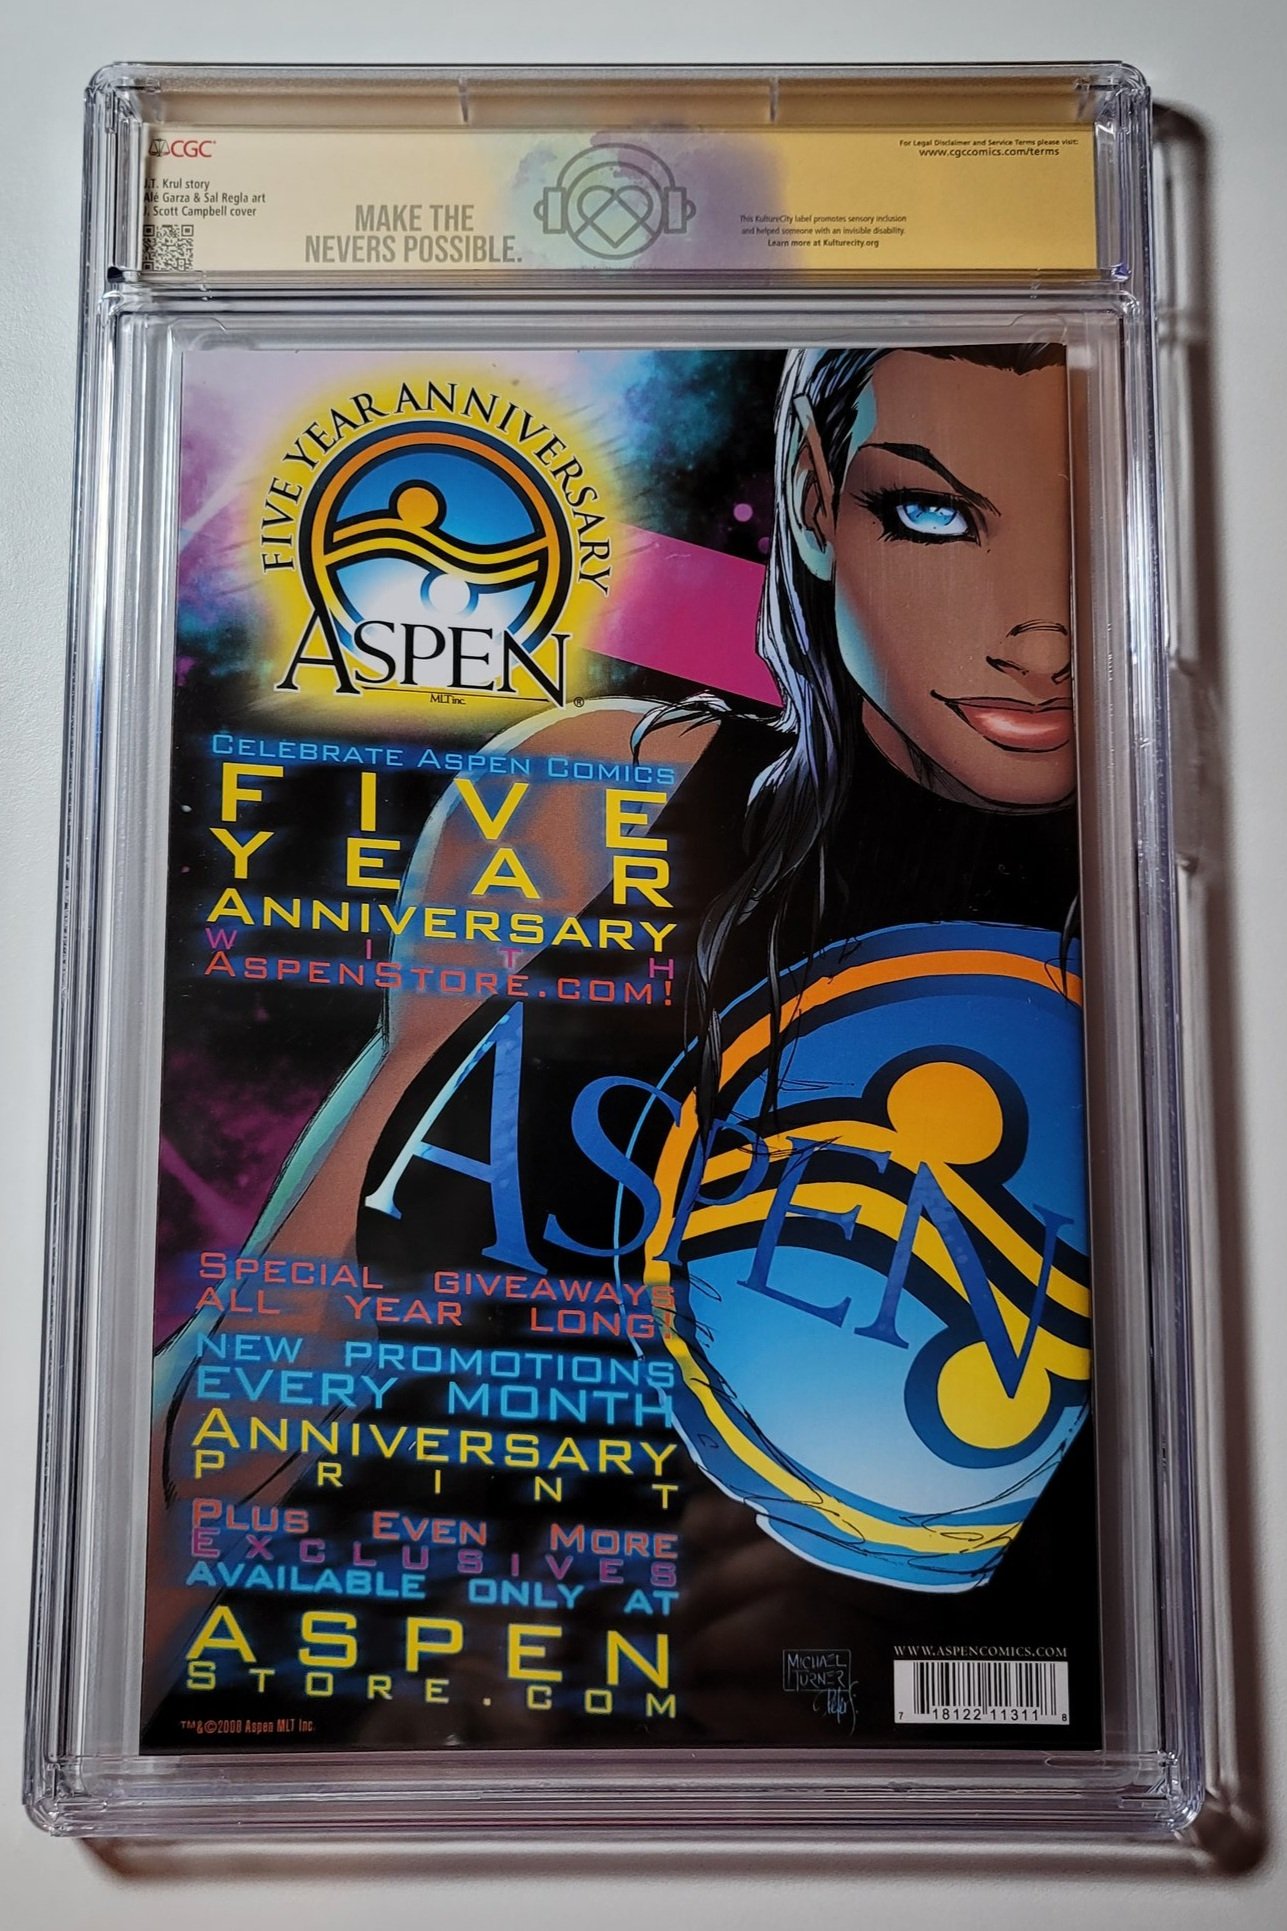 CGC
J.T. Krul story
Alé Garza & Sal Regla art
J. Scott Campbell cover
MAKE THE
NEVERS POSSIBLE.
This KultureCity label promotes sensory inclusion
and helped someone with an invisible disability.
Learn more at Kulturecity.org
For Legal Disclaimer and Service Terms please visit:
www.cgccomics.com/terms
FIVE YEAR ANNIVERSARY
ASPEN
MLT inc. ®
CELEBRATE ASPEN COMICS
FIVE
YEAR
ANNIVERSARY
WITH
ASPENSTORE.COM!
ASPEN
SPECIAL GIVEAWAYS
ALL YEAR LONG!
NEW PROMOTIONS
EVERY MONTH
ANNIVERSARY
PRINT
PLUS EVEN MORE
EXCLUSIVES
AVAILABLE ONLY AT
ASPEN
STORE.COM
TM&©2008 Aspen MLT Inc.
MICHAEL
TURNER
WWW.ASPENCOMICS.COM
7 18122 11311 8